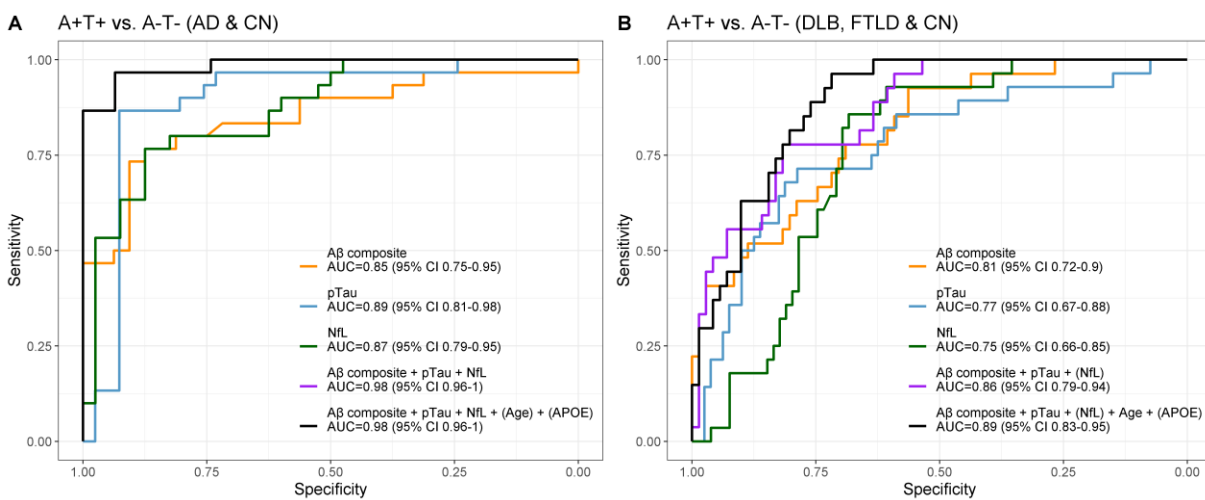 A
A+T+ vs. A-T- (AD & CN)
1.00
0.75
0.50
0.25
0.00
Sensitivity
1.00
0.75
0.50
0.25
0.00
Specificity
Aβ composite
AUC=0.85 (95% CI 0.75-0.95)
pTau
AUC=0.89 (95% CI 0.81-0.98)
NfL
AUC=0.87 (95% CI 0.79-0.95)
Aβ composite + pTau + NfL
AUC=0.98 (95% CI 0.96-1)
Aβ composite + pTau + NfL + (Age) + (APOE)
AUC=0.98 (95% CI 0.96-1)
B
A+T+ vs. A-T- (DLB, FTLD & CN)
1.00
0.75
0.50
0.25
0.00
Sensitivity
1.00
0.75
0.50
0.25
0.00
Specificity
Aβ composite
AUC=0.81 (95% CI 0.72-0.9)
pTau
AUC=0.77 (95% CI 0.67-0.88)
NfL
AUC=0.75 (95% CI 0.66-0.85)
Aβ composite + pTau + (NfL)
AUC=0.86 (95% CI 0.79-0.94)
Aβ composite + pTau + (NfL) + Age + (APOE)
AUC=0.89 (95% CI 0.83-0.95)